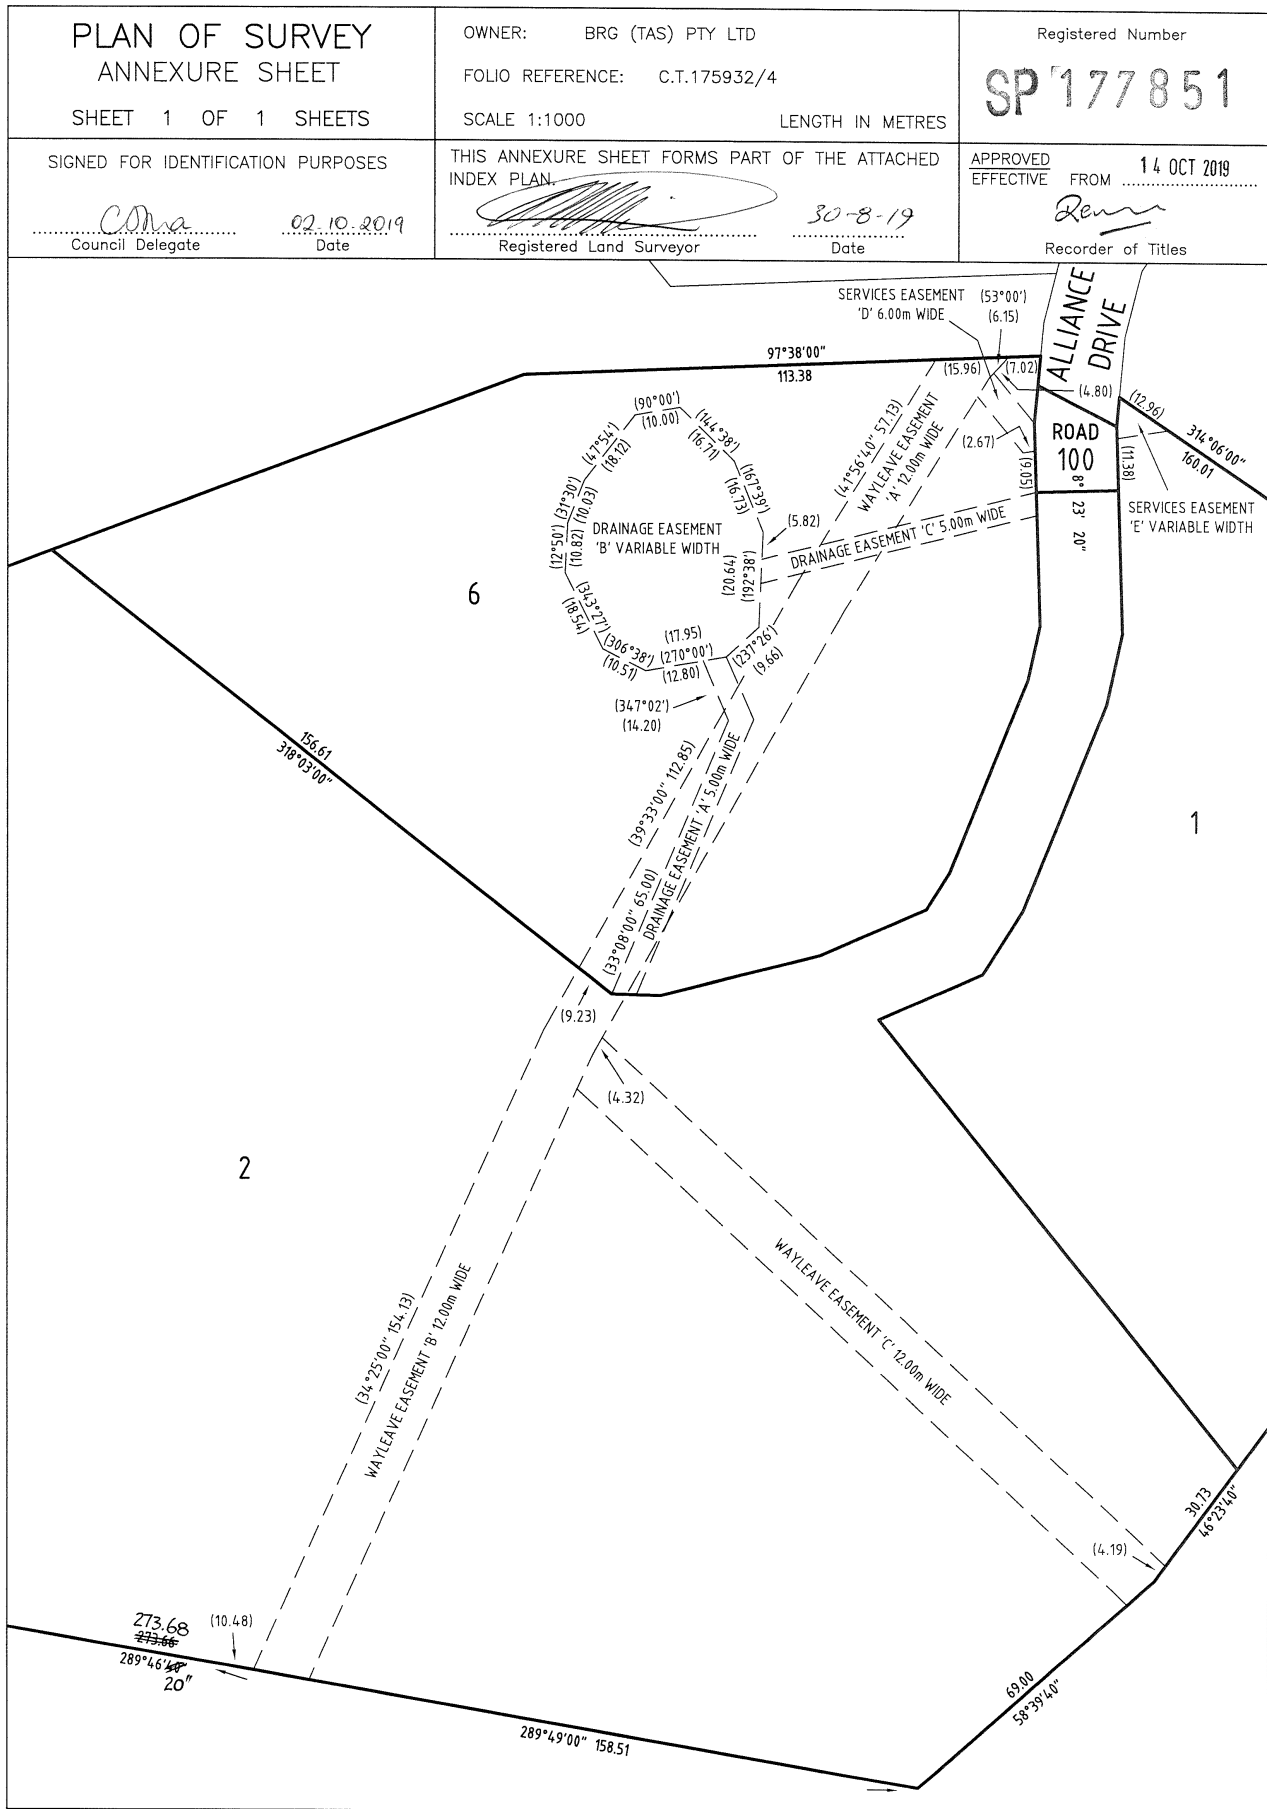 PLAN OF SURVEY
ANNEXURE SHEET
SHEET 1 OF 1 SHEETS
OWNER: BRG (TAS) PTY LTD
FOLIO REFERENCE: C.T.175932/4
SCALE 1:1000 LENGTH IN METRES
Registered Number
SP 177851
SIGNED FOR IDENTIFICATION PURPOSES
02.10.2019
Council Delegate Date
THIS ANNEXURE SHEET FORMS PART OF THE ATTACHED
INDEX PLAN.
30-8-19
Registered Land Surveyor Date
APPROVED
EFFECTIVE FROM 14 OCT 2019
Recorder of Titles
SERVICES EASEMENT
'D' 6.00m WIDE
(53°00')
(6.15)
ALLIANCE
DRIVE
97°38'00"
113.38
(15.96)
(7.02)
(4.80)
(12.96)
314°06'00"
160.01
(90°00')
(10.00)
(144°38')
(16.71)
(47°54')
(18.12)
(41°56'40" 57.13)
WAYLEAVE EASEMENT
'A' 12.00m WIDE
(2.67)
ROAD
100
(9.05)
(11.38)
8°
23'
20"
(167°39')
(16.73)
(31°30')
(10.03)
SERVICES EASEMENT
'E' VARIABLE WIDTH
DRAINAGE EASEMENT
'B' VARIABLE WIDTH
(5.82)
DRAINAGE EASEMENT 'C' 5.00m WIDE
(12°50')
(10.82)
(20.64)
(192°38')
6
(343°27')
(18.54)
(306°38')
(10.51)
(17.95)
(270°00')
(12.80)
(237°26')
(9.66)
(347°02')
(14.20)
156.61
318°03'00"
(39°33'00" 112.85)
DRAINAGE EASEMENT 'A' 5.00m WIDE
(33°08'00" 65.00)
1
(9.23)
(4.32)
2
WAYLEAVE EASEMENT 'C' 12.00m WIDE
(34°25'00" 154.13)
WAYLEAVE EASEMENT 'B' 12.00m WIDE
30.73
46°23'40"
(4.19)
273.68
273.66
(10.48)
289°46'40"
20"
69.00
58°39'40"
289°49'00" 158.51